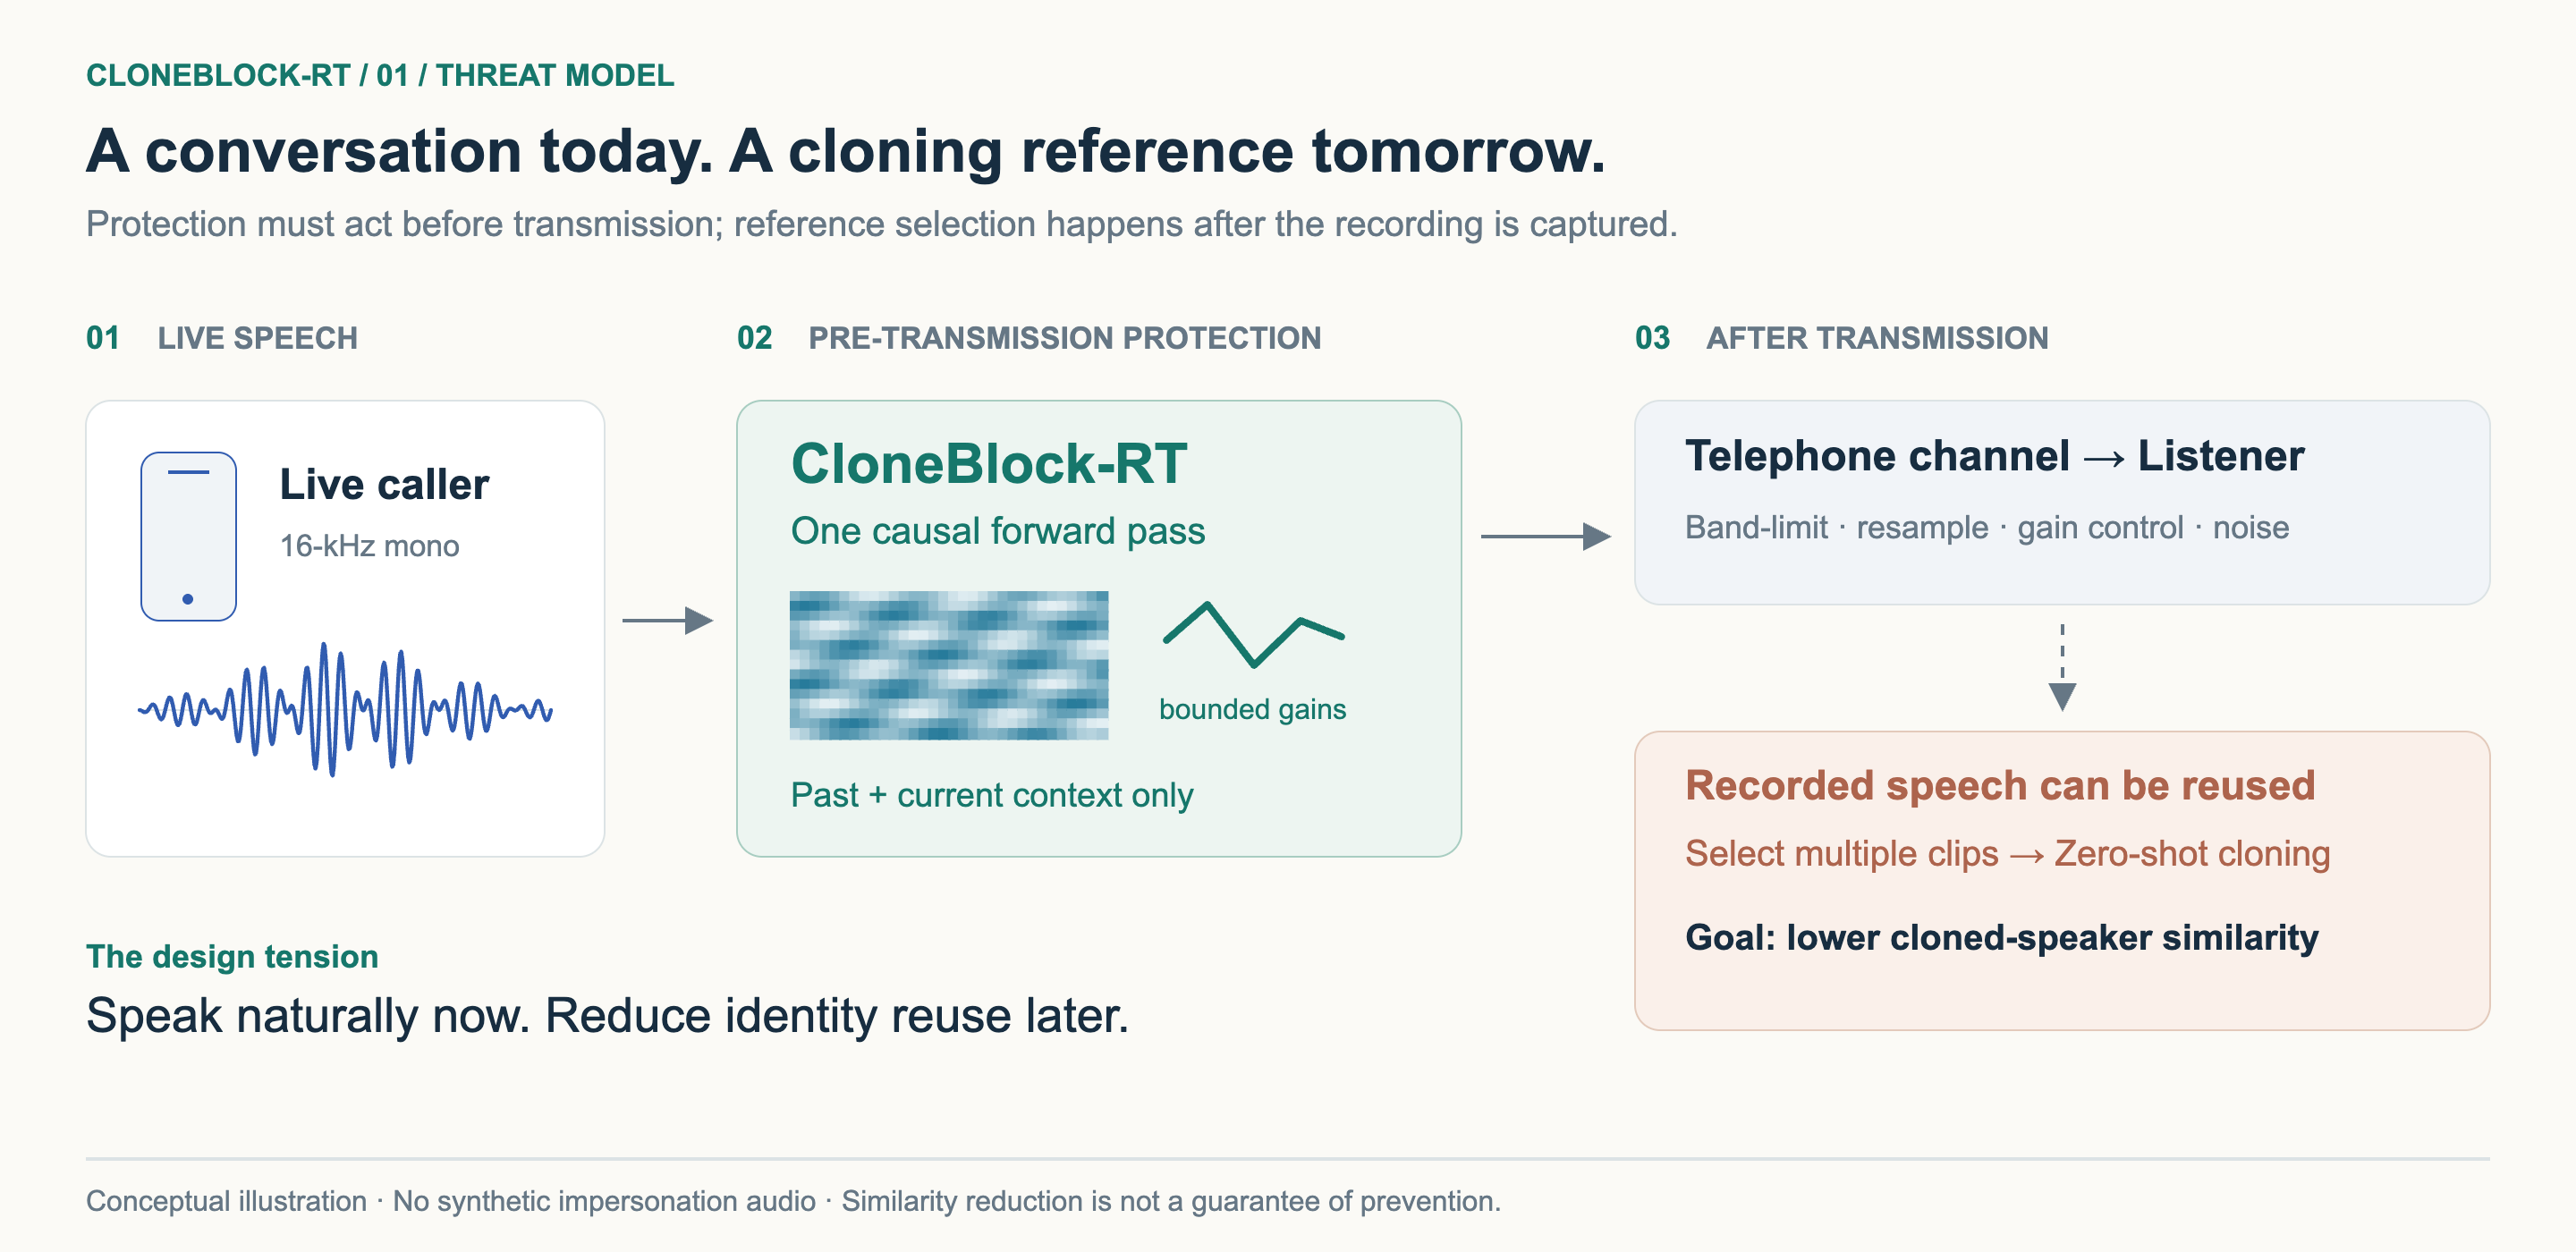 CLONEBLOCK-RT / 01 / THREAT MODEL
A conversation today. A cloning reference tomorrow.
Protection must act before transmission; reference selection happens after the recording is captured.
01 LIVE SPEECH
Live caller
16-kHz mono
02 PRE-TRANSMISSION PROTECTION
CloneBlock-RT
One causal forward pass
bounded gains
Past + current context only
03 AFTER TRANSMISSION
Telephone channel → Listener
Band-limit · resample · gain control · noise
Recorded speech can be reused
Select multiple clips → Zero-shot cloning
Goal: lower cloned-speaker similarity
The design tension
Speak naturally now. Reduce identity reuse later.
Conceptual illustration · No synthetic impersonation audio · Similarity reduction is not a guarantee of prevention.